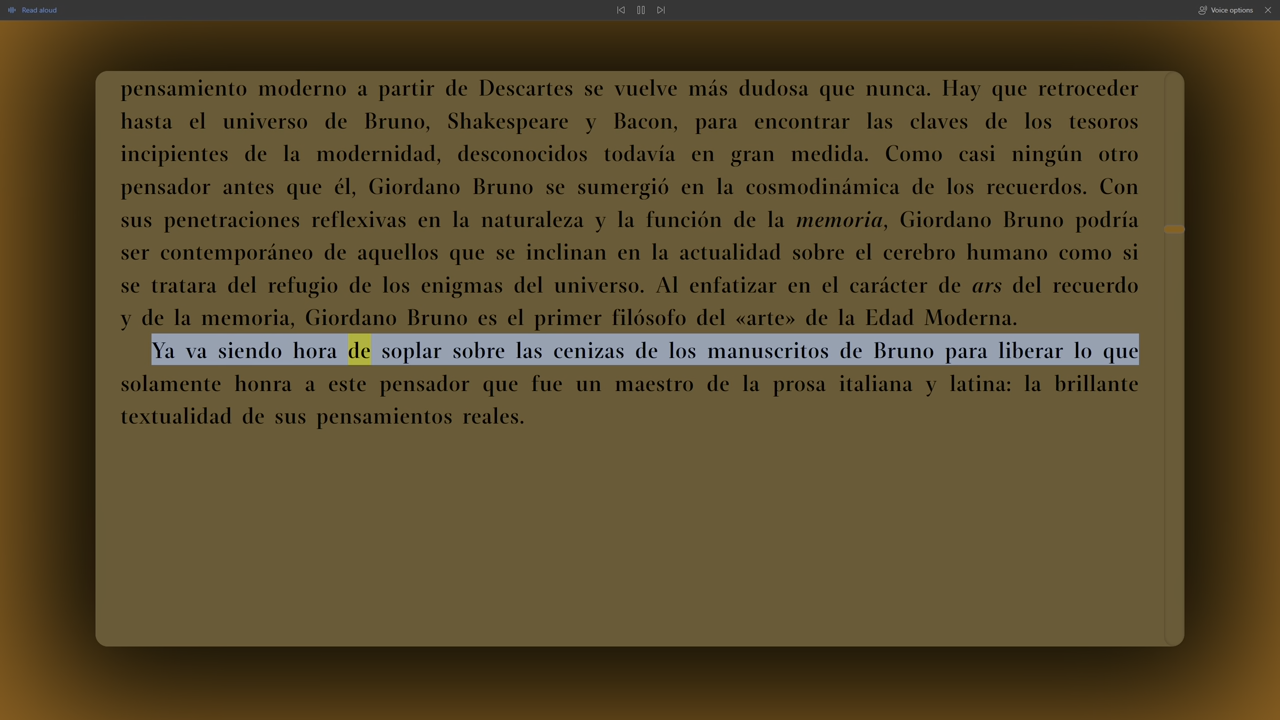 Read aloud
Voice options
pensamiento moderno a partir de Descartes se vuelve más dudosa que nunca. Hay que retroceder
hasta el universo de Bruno, Shakespeare y Bacon, para encontrar las claves de los tesoros
incipientes de la modernidad, desconocidos todavía en gran medida. Como casi ningún otro
pensador antes que él, Giordano Bruno se sumergió en la cosmodinámica de los recuerdos. Con
sus penetraciones reflexivas en la naturaleza y la función de la memoria, Giordano Bruno podría
ser contemporáneo de aquellos que se inclinan en la actualidad sobre el cerebro humano como si
se tratara del refugio de los enigmas del universo. Al enfatizar en el carácter de ars del recuerdo
y de la memoria, Giordano Bruno es el primer filósofo del «arte» de la Edad Moderna.
Ya va siendo hora de soplar sobre las cenizas de los manuscritos de Bruno para liberar lo que
solamente honra a este pensador que fue un maestro de la prosa italiana y latina: la brillante
textualidad de sus pensamientos reales.